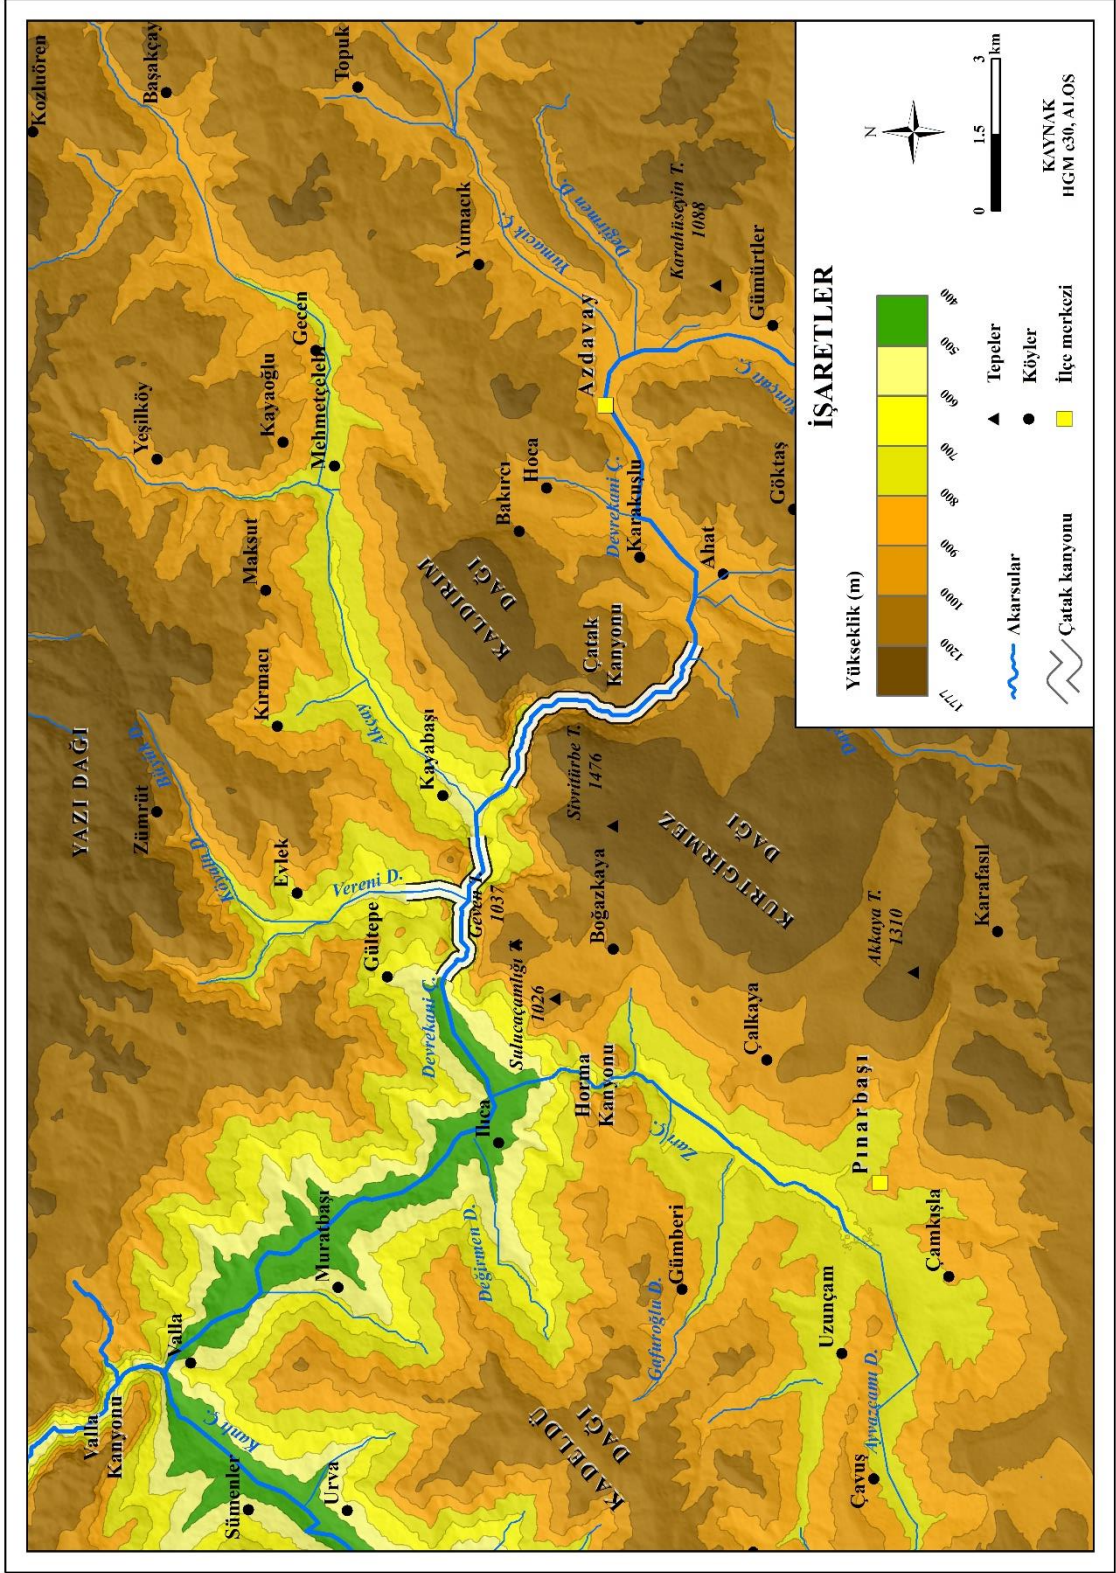 Kozluören
Başakçay
Topuk
Yeşilköy
Kayaoğlu
Gecen
Mehmetçelebi
Yumacık
Yumacık Ç.
Değirmen D.
Karahüseyin T.
1088
Gümürtler
Azdavay
Maksut
Kırmacı
Bakırcı
Hoca
Devrekani Ç.
Karakuşlu
Ahat
Göktaş
KALDIRIM
DAĞI
Çatak
Kanyonu
Akçay
Kayabaşı
YAZI DAĞI
Zümrüt
Büyük D.
Evlek
Vereni D.
Gültepe
Geven T.
1037
Sivritürbe T.
1476
KURTGİRMEZ
DAĞI
Boğazkaya
Sulucaçamlığı T.
1026
Akkaya T.
1310
Karafasıl
Devrekani Ç.
Ilıca
Horma
Kanyonu
Çalkaya
Zarı Ç.
Pınarbaşı
Muratbaşı
Değirmen D.
Gümberi
Gafuroğlu D.
Çamkışla
Uzunçam
Valla
Valla
Kanyonu
Kanlı Ç.
Sümenler
Urva
KADELDÜ
DAĞI
Ayvazçamı D.
Çavuş
İŞARETLER
Yükseklik (m)
1777
1200
1000
900
800
700
600
500
400
Akarsular
Çatak kanyonu
Tepeler
Köyler
İlçe merkezi
N
0
1.5
3
km
KAYNAK
HGM c30, ALOS